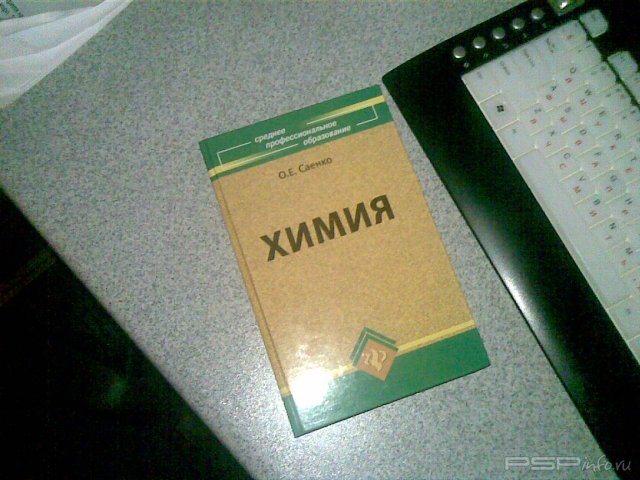 среднее
профессиональное
образование
О.Е. Саенко
ХИМИЯ
PSPinfo.ru